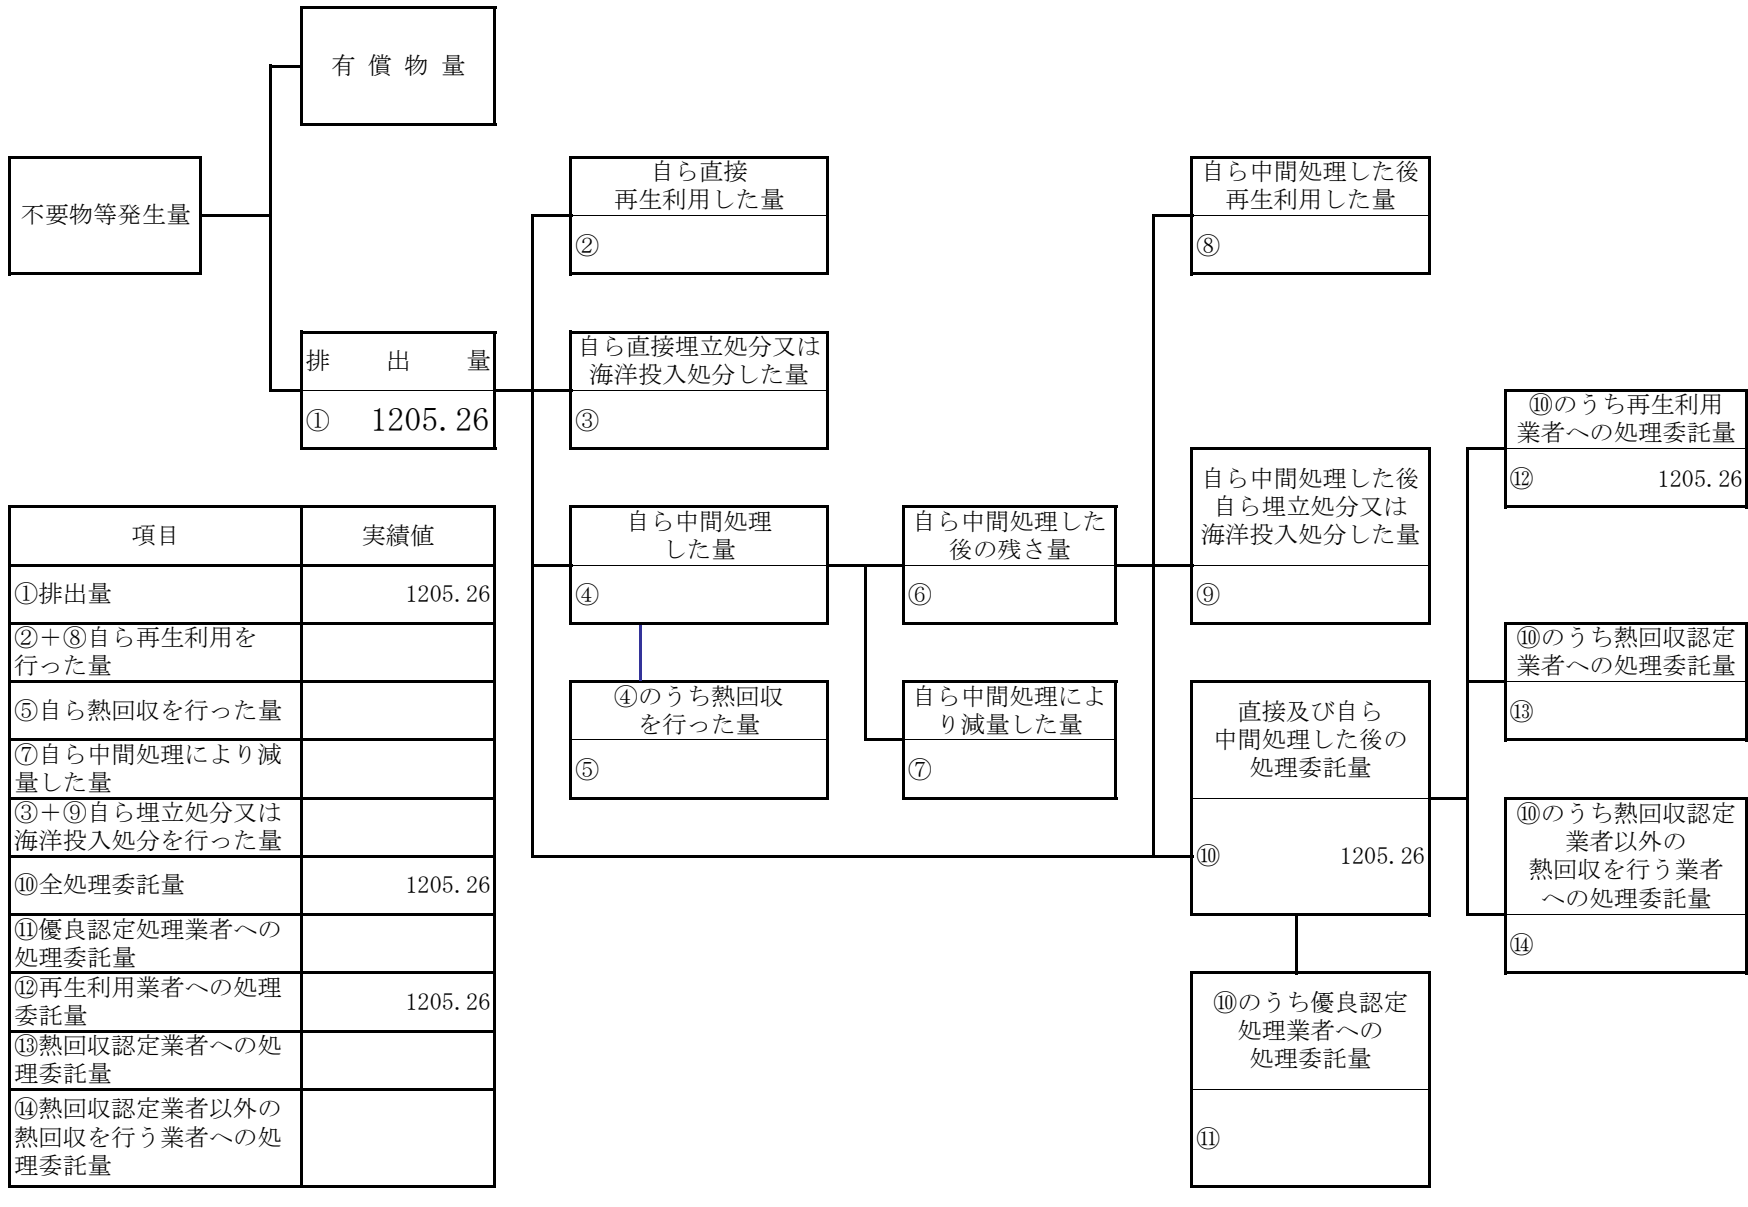 有 償 物 量
不要物等発生量
排 出 量
① 1205.26
自ら直接
再生利用した量
②
自ら直接埋立処分又は
海洋投入処分した量
③
自ら中間処理
した量
④
④のうち熱回収
を行った量
⑤
自ら中間処理した
後の残さ量
⑥
自ら中間処理によ
り減量した量
⑦
自ら中間処理した後
再生利用した量
⑧
自ら中間処理した後
自ら埋立処分又は
海洋投入処分した量
⑨
直接及び自ら
中間処理した後の
処理委託量
⑩ 1205.26
⑩のうち優良認定
処理業者への
処理委託量
⑪
⑩のうち再生利用
業者への処理委託量
⑫ 1205.26
⑩のうち熱回収認定
業者への処理委託量
⑬
⑩のうち熱回収認定
業者以外の
熱回収を行う業者
への処理委託量
⑭
項目 実績値
①排出量 1205.26
②＋⑧自ら再生利用を
行った量
⑤自ら熱回収を行った量
⑦自ら中間処理により減
量した量
③＋⑨自ら埋立処分又は
海洋投入処分を行った量
⑩全処理委託量 1205.26
⑪優良認定処理業者への
処理委託量
⑫再生利用業者への処理
委託量 1205.26
⑬熱回収認定業者への処
理委託量
⑭熱回収認定業者以外の
熱回収を行う業者への処
理委託量